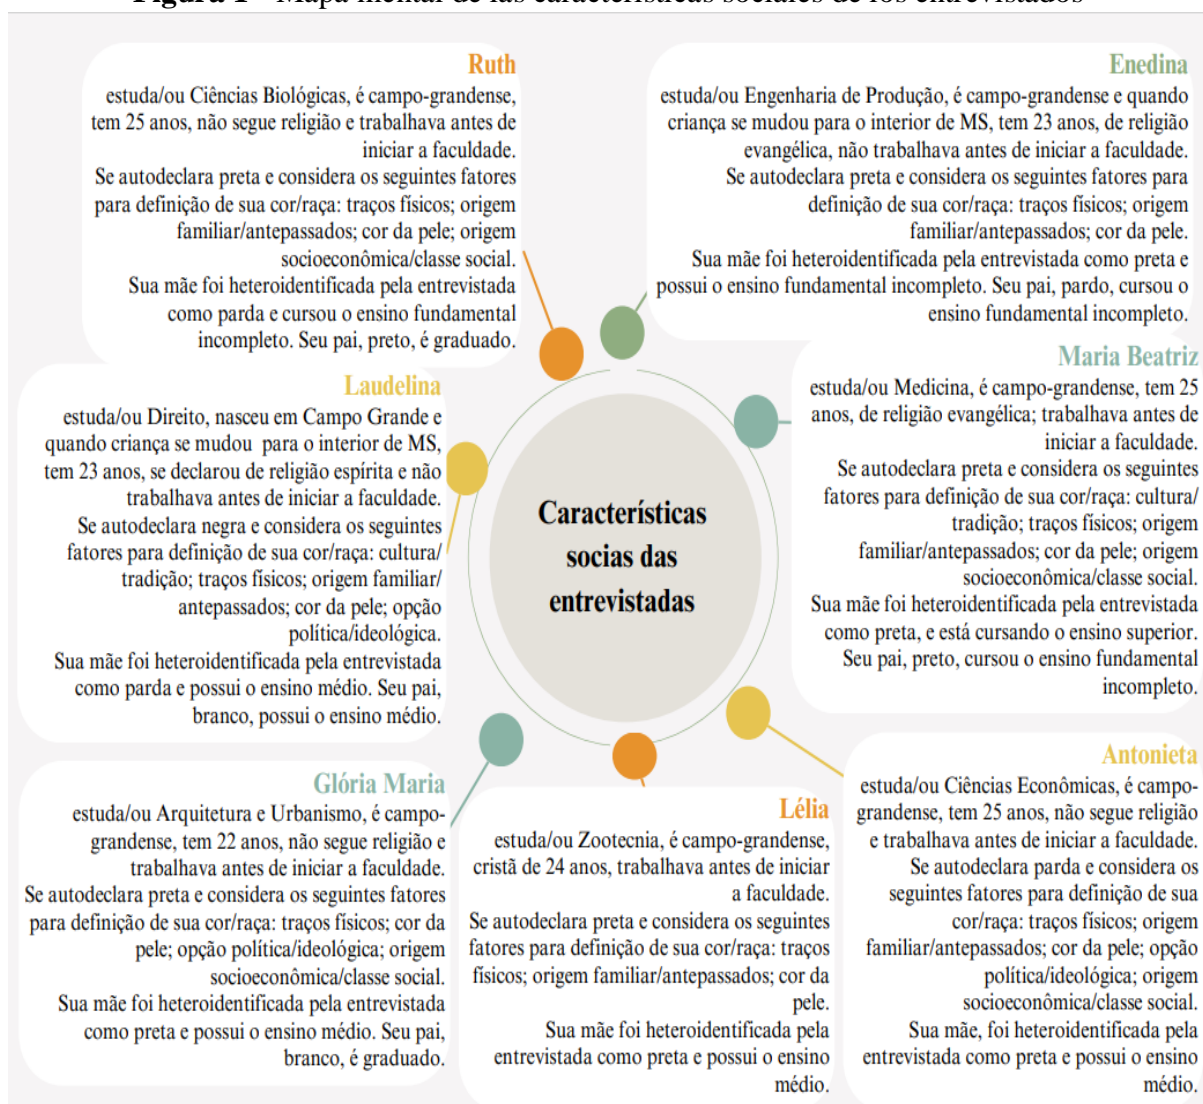 Figura 1 - Mapa mental de las características sociales de los entrevistados
Ruth
estuda/ou Ciências Biológicas, é campo-grandense,
tem 25 anos, não segue religião e trabalhava antes de
iniciar a faculdade.
Se autodeclara preta e considera os seguintes fatores
para definição de sua cor/raça: traços físicos; origem
familiar/antepassados; cor da pele; origem
socioeconômica/classe social.
Sua mãe foi heteroidentificada pela entrevistada
como parda e cursou o ensino fundamental
incompleto. Seu pai, preto, é graduado.
Enedina
estuda/ou Engenharia de Produção, é campo-grandense e quando
criança se mudou para o interior de MS, tem 23 anos, de religião
evangélica, não trabalhava antes de iniciar a faculdade.
Se autodeclara preta e considera os seguintes fatores para
definição de sua cor/raça: traços físicos; origem
familiar/antepassados; cor da pele.
Sua mãe foi heteroidentificada pela entrevistada como preta e
possui o ensino fundamental incompleto. Seu pai, pardo, cursou o
ensino fundamental incompleto.
Laudelina
estuda/ou Direito, nasceu em Campo Grande e
quando criança se mudou para o interior de MS,
tem 23 anos, se declarou de religião espírita e não
trabalhava antes de iniciar a faculdade.
Se autodeclara negra e considera os seguintes
fatores para definição de sua cor/raça: cultura/
tradição; traços físicos; origem familiar/
antepassados; cor da pele; opção
política/ideológica.
Sua mãe foi heteroidentificada pela entrevistada
como parda e possui o ensino médio. Seu pai,
branco, possui o ensino médio.
Características
socias das
entrevistadas
Maria Beatriz
estuda/ou Medicina, é campo-grandense, tem 25
anos, de religião evangélica; trabalhava antes de
iniciar a faculdade.
Se autodeclara preta e considera os seguintes
fatores para definição de sua cor/raça: cultura/
tradição; traços físicos; origem
familiar/antepassados; cor da pele; origem
socioeconômica/classe social.
Sua mãe foi heteroidentificada pela entrevistada
como preta, e está cursando o ensino superior.
Seu pai, preto, cursou o ensino fundamental
incompleto.
Glória Maria
estuda/ou Arquitetura e Urbanismo, é campo-
grandense, tem 22 anos, não segue religião e
trabalhava antes de iniciar a faculdade.
Se autodeclara preta e considera os seguintes fatores
para definição de sua cor/raça: traços físicos; cor da
pele; opção política/ideológica; origem
socioeconômica/classe social.
Sua mãe foi heteroidentificada pela entrevistada
como preta e possui o ensino médio. Seu pai,
branco, é graduado.
Lélia
estuda/ou Zootecnia, é campo-grandense,
cristã de 24 anos, trabalhava antes de iniciar
a faculdade.
Se autodeclara preta e considera os seguintes
fatores para definição de sua cor/raça: traços
físicos; origem familiar/antepassados; cor da
pele.
Sua mãe foi heteroidentificada pela
entrevistada como preta e possui o ensino
médio.
Antonieta
estuda/ou Ciências Econômicas, é campo-
grandense, tem 25 anos, não segue religião
e trabalhava antes de iniciar a faculdade.
Se autodeclara parda e considera os
seguintes fatores para definição de sua
cor/raça: traços físicos; origem
familiar/antepassados; cor da pele; opção
política/ideológica; origem
socioeconômica/classe social.
Sua mãe, foi heteroidentificada pela
entrevistada como preta e possui o ensino
médio.